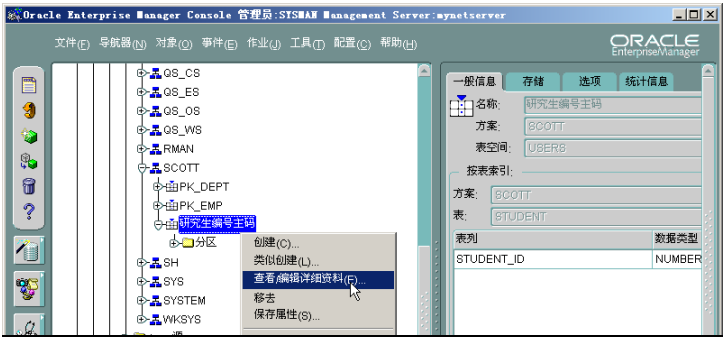 Oracle Enterprise Manager Console 管理员:SYSMAN Management Server:mynetserver
文件(F) 导航器(N) 对象(O) 事件(E) 作业(J) 工具(T) 配置(C) 帮助(H)
ORACLE
EnterpriseManager
QS_CS
QS_ES
QS_OS
QS_WS
RMAN
SCOTT
PK_DEPT
PK_EMP
研究生编号主码
分区
SH
SYS
SYSTEM
WKSYS
创建(C)...
类似创建(L)...
查看/编辑详细资料(E)...
移去
保存属性(S)...
一般信息 存储 选项 统计信息
名称: 研究生编号主码
方案: SCOTT
表空间: USERS
按表索引:
方案: SCOTT
表: STUDENT
表列 数据类型
STUDENT_ID NUMBER